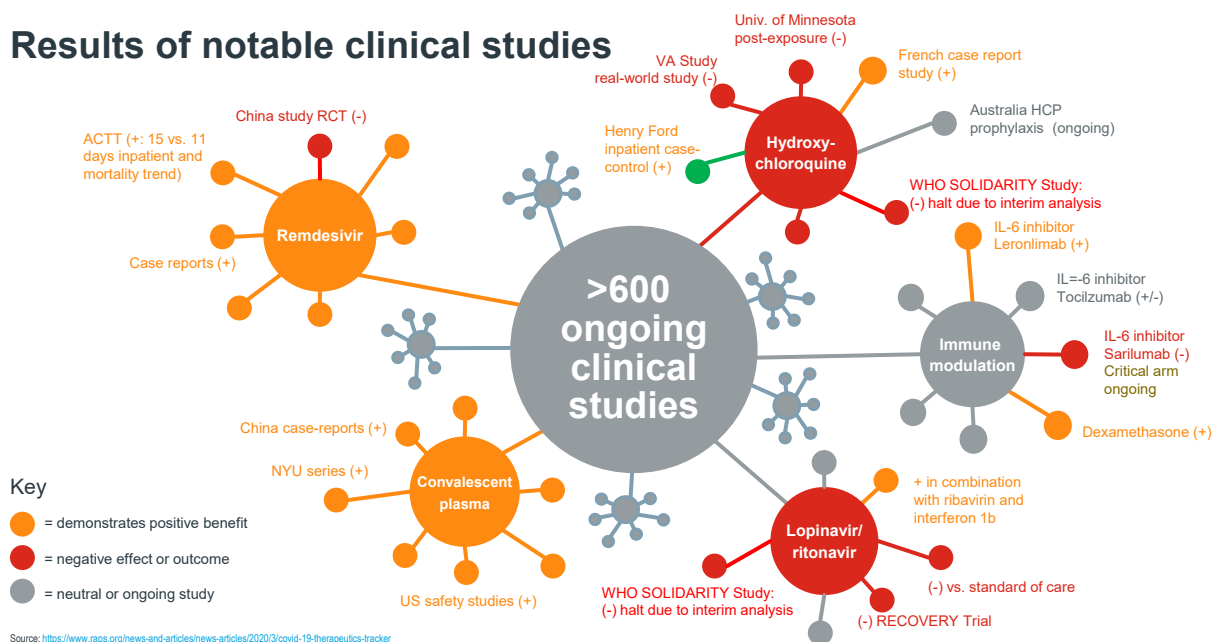 Results of notable clinical studies
Univ. of Minnesota
post-exposure (-)
VA Study
real-world study (-)
French case report
study (+)
Australia HCP
prophylaxis  (ongoing)
Henry Ford
inpatient case-
control (+)
Hydroxy-
chloroquine
WHO SOLIDARITY Study:
(-) halt due to interim analysis
China study RCT (-)
ACTT (+: 15 vs. 11
days inpatient and
mortality trend)
Remdesivir
Case reports (+)
>600
ongoing
clinical
studies
IL-6 inhibitor
Leronlimab (+)
IL=-6 inhibitor
Tocilzumab (+/-)
Immune
modulation
IL-6 inhibitor
Sarilumab (-)
Critical arm
ongoing
Dexamethasone (+)
China case-reports (+)
NYU series (+)
Convalescent
plasma
US safety studies (+)
+ in combination
with ribavirin and
interferon 1b
Lopinavir/
ritonavir
WHO SOLIDARITY Study:
(-) halt due to interim analysis
(-) vs. standard of care
(-) RECOVERY Trial
Key
= demonstrates positive benefit
= negative effect or outcome
= neutral or ongoing study
Source: https://www.raps.org/news-and-articles/news-articles/2020/3/covid-19-therapeutics-tracker